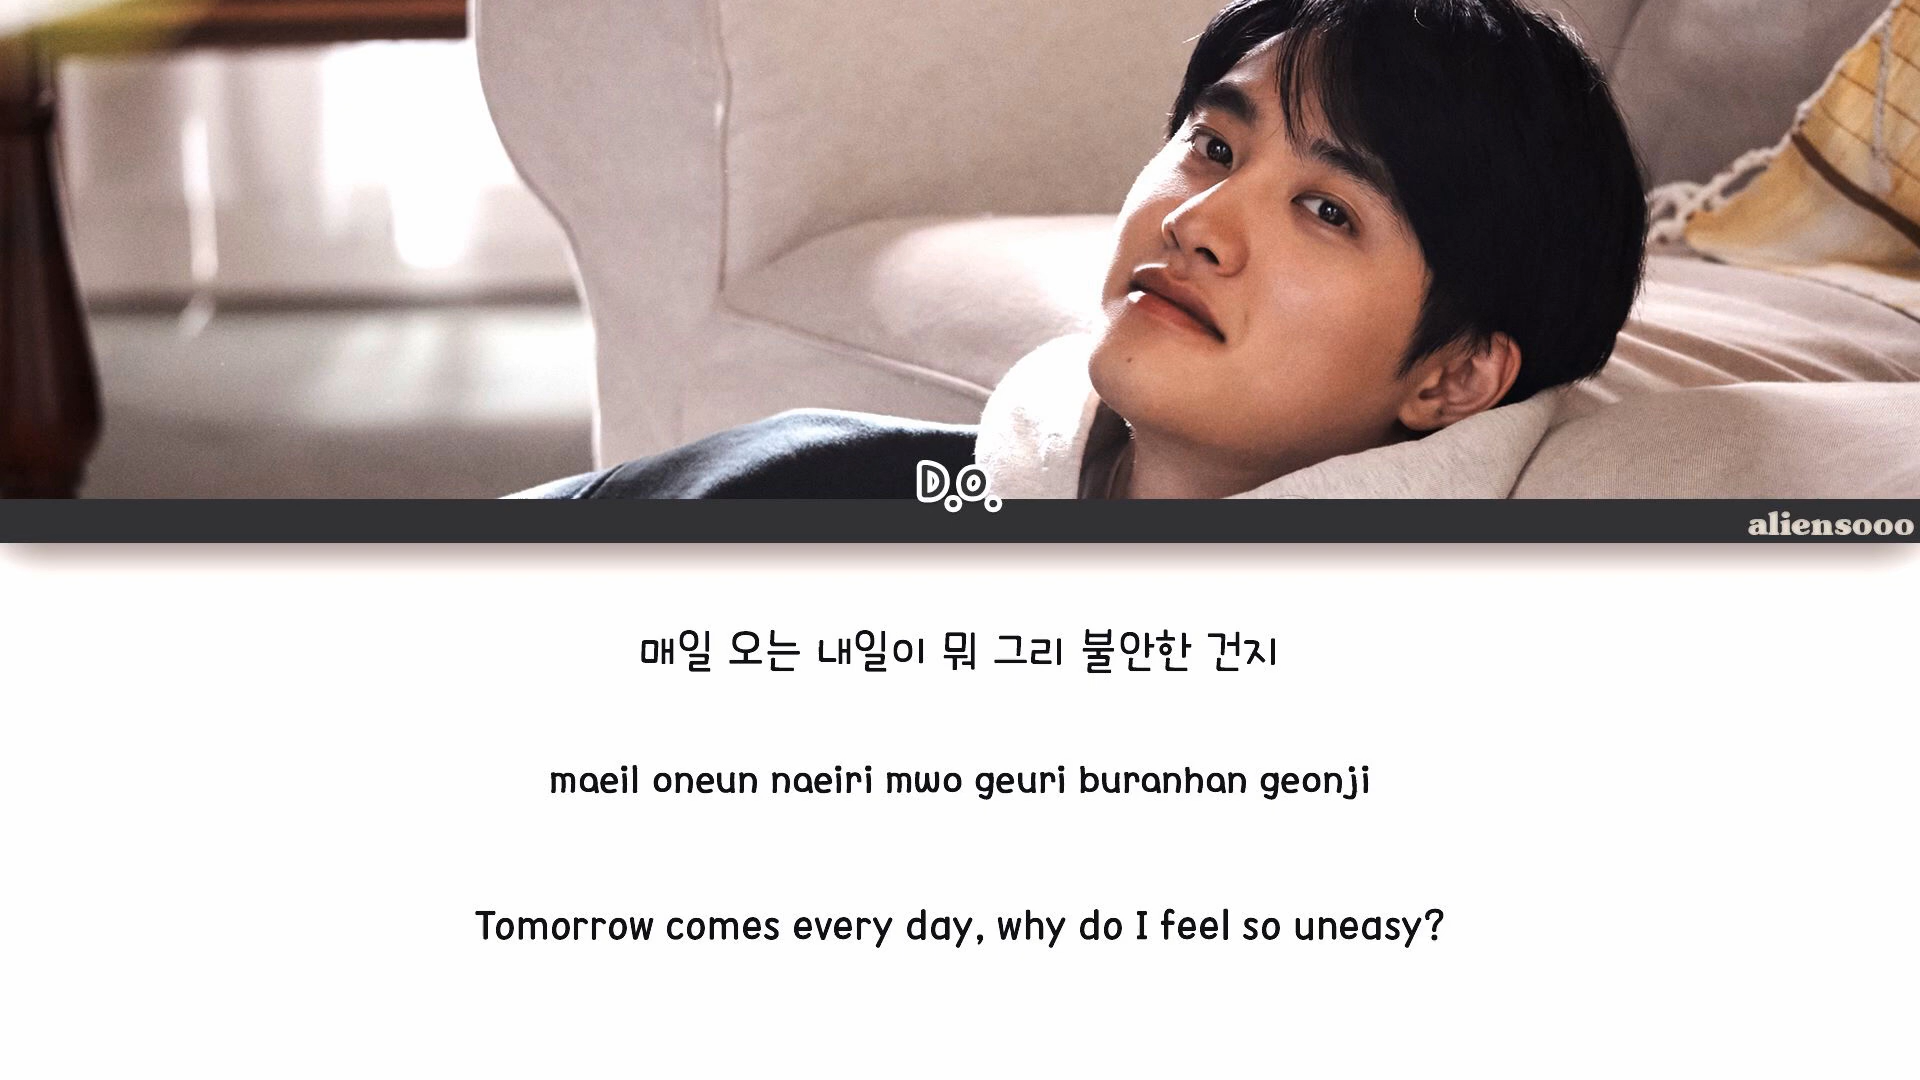 D.O.
aliensooo
매일 오는 내일이 뭐 그리 불안한 건지
maeil oneun naeiri mwo geuri buranhan geonji
Tomorrow comes every day, why do I feel so uneasy?